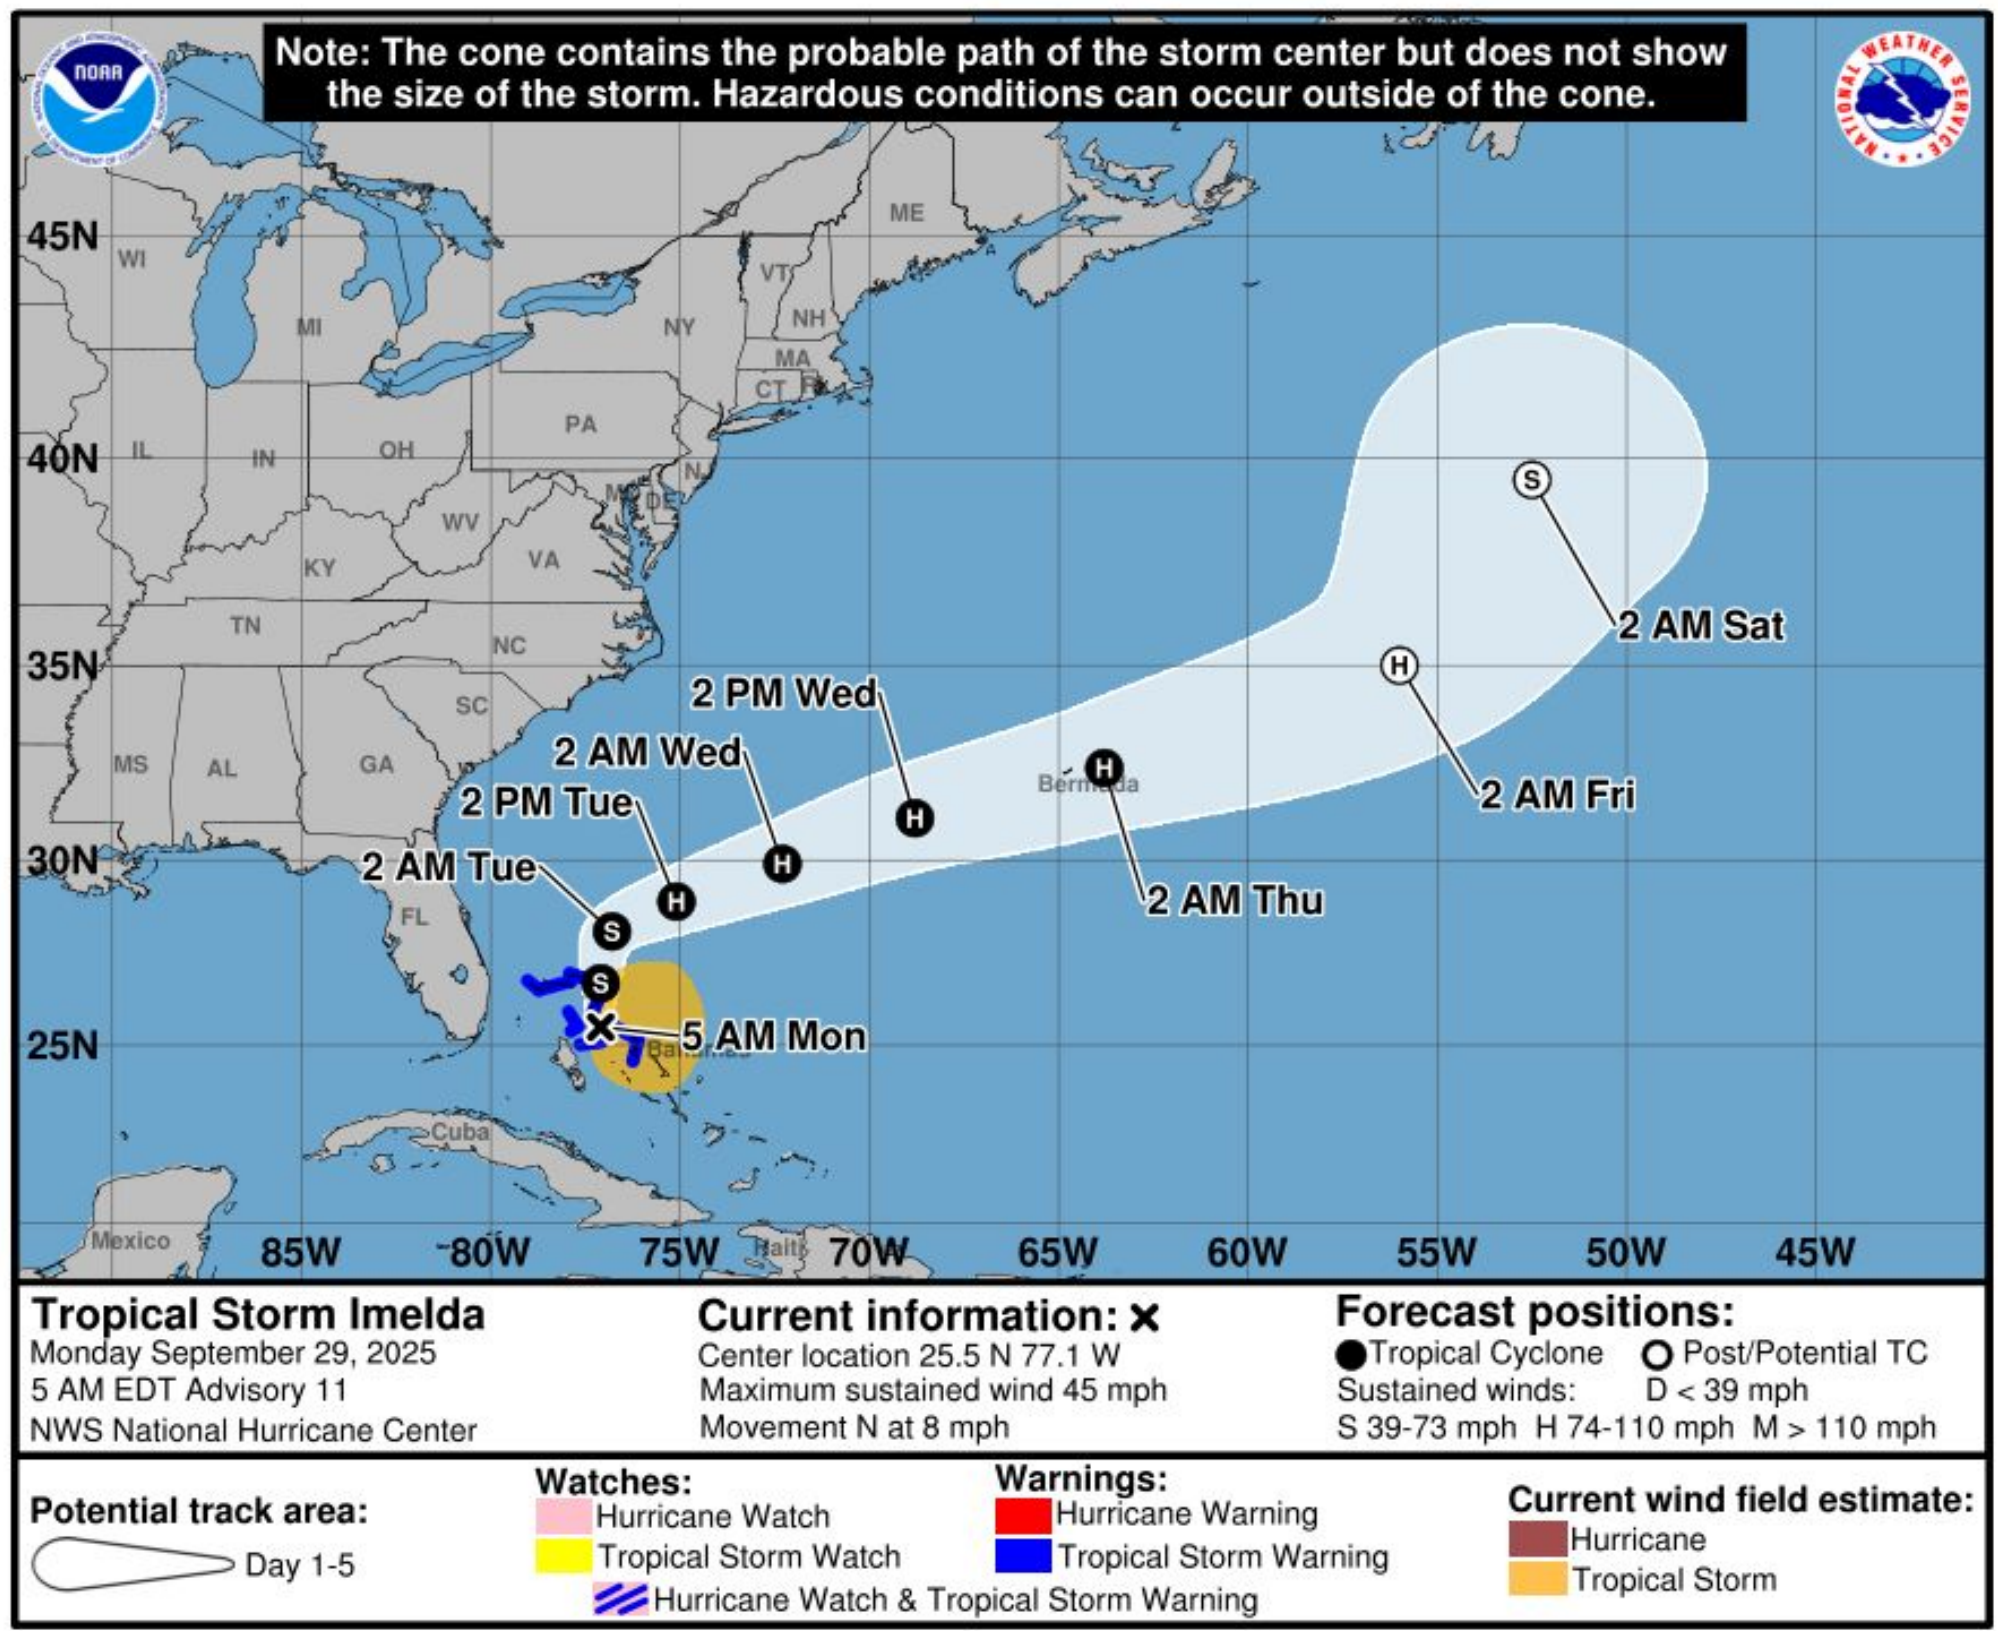 Note: The cone contains the probable path of the storm center but does not show
the size of the storm. Hazardous conditions can occur outside of the cone.
NOAA
NATIONAL WEATHER SERVICE
45N
40N
35N
30N
25N
WI
MI
IL
IN
OH
KY
TN
MS
AL
GA
FL
SC
NC
VA
WV
PA
NY
VT
NH
ME
MA
CT
DE
2 PM Wed
2 AM Wed
2 PM Tue
2 AM Tue
5 AM Mon
2 AM Thu
2 AM Fri
2 AM Sat
S
S
H
H
H
H
H
S
Bermuda
Bahamas
Cuba
Mexico
Haiti
85W
80W
75W
70W
65W
60W
55W
50W
45W
Tropical Storm Imelda
Monday September 29, 2025
5 AM EDT Advisory 11
NWS National Hurricane Center
Current information:
Center location 25.5 N 77.1 W
Maximum sustained wind 45 mph
Movement N at 8 mph
Forecast positions:
Tropical Cyclone Post/Potential TC
Sustained winds: D < 39 mph
S 39-73 mph H 74-110 mph M > 110 mph
Potential track area:
Day 1-5
Watches:
Hurricane Watch
Tropical Storm Watch
Hurricane Watch & Tropical Storm Warning
Warnings:
Hurricane Warning
Tropical Storm Warning
Current wind field estimate:
Hurricane
Tropical Storm